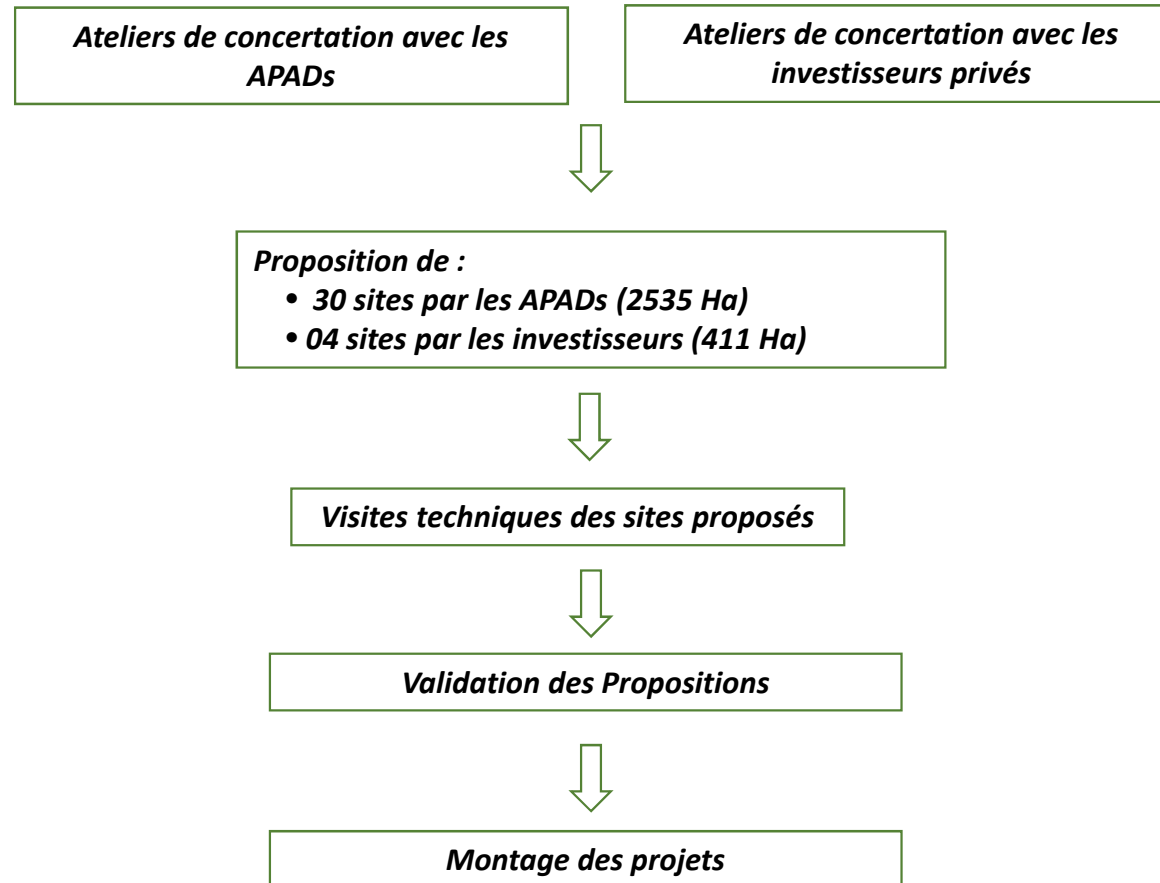 Ateliers de concertation avec les
APADs
Ateliers de concertation avec les
investisseurs privés
Proposition de :
• 30 sites par les APADs (2535 Ha)
• 04 sites par les investisseurs (411 Ha)
Visites techniques des sites proposés
Validation des Propositions
Montage des projets